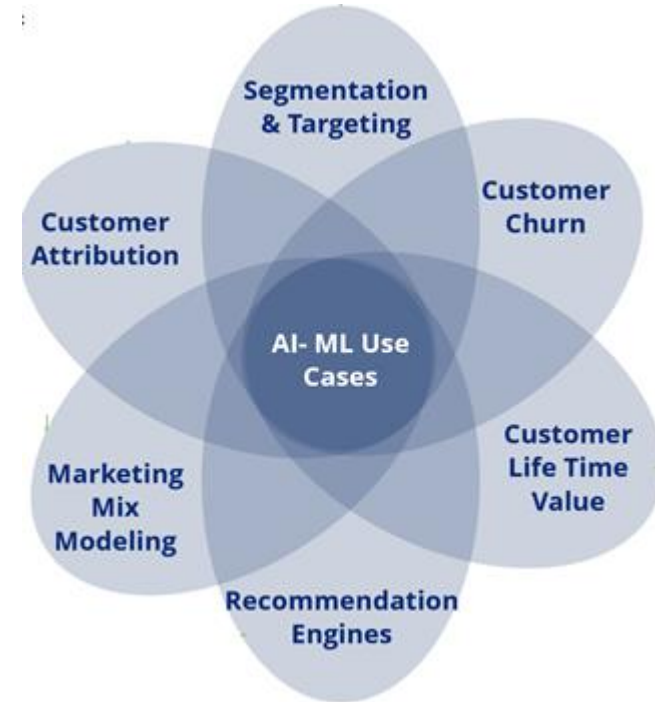 Segmentation
& Targeting
Customer
Churn
Customer
Attribution
AI- ML Use
Cases
Customer
Life Time
Value
Marketing
Mix
Modeling
Recommendation
Engines